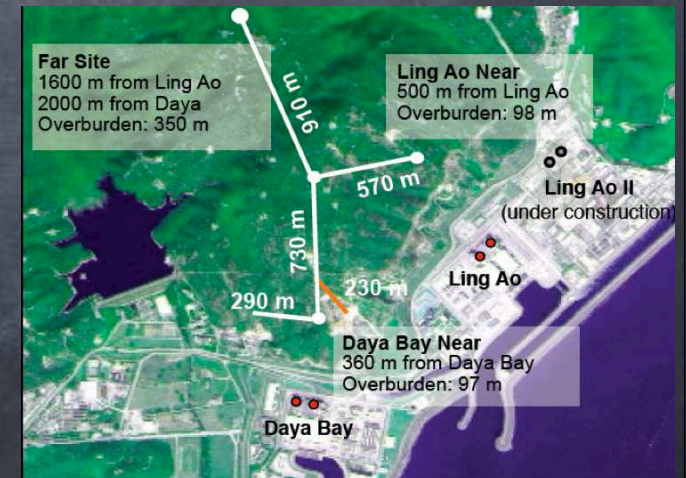 Far Site
1600 m from Ling Ao
2000 m from Daya
Overburden: 350 m
910 m
Ling Ao Near
500 m from Ling Ao
Overburden: 98 m
570 m
Ling Ao II
(under construction)
730 m
Ling Ao
290 m
230 m
Daya Bay Near
360 m from Daya Bay
Overburden: 97 m
Daya Bay